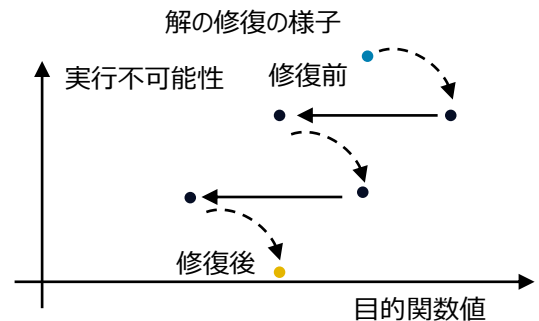 解の修復の様子
実行不可能性
修復前
修復後
目的関数値